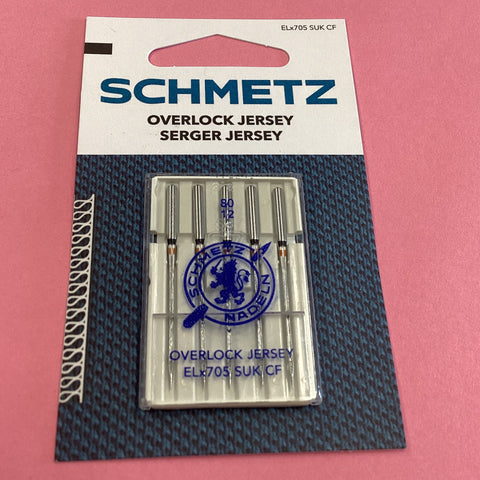 ELx705 SUK CF
SCHMETZ
OVERLOCK JERSEY
SERGER JERSEY
80
12
SCHMETZ
NADELN
OVERLOCK JERSEY
ELx705 SUK CF